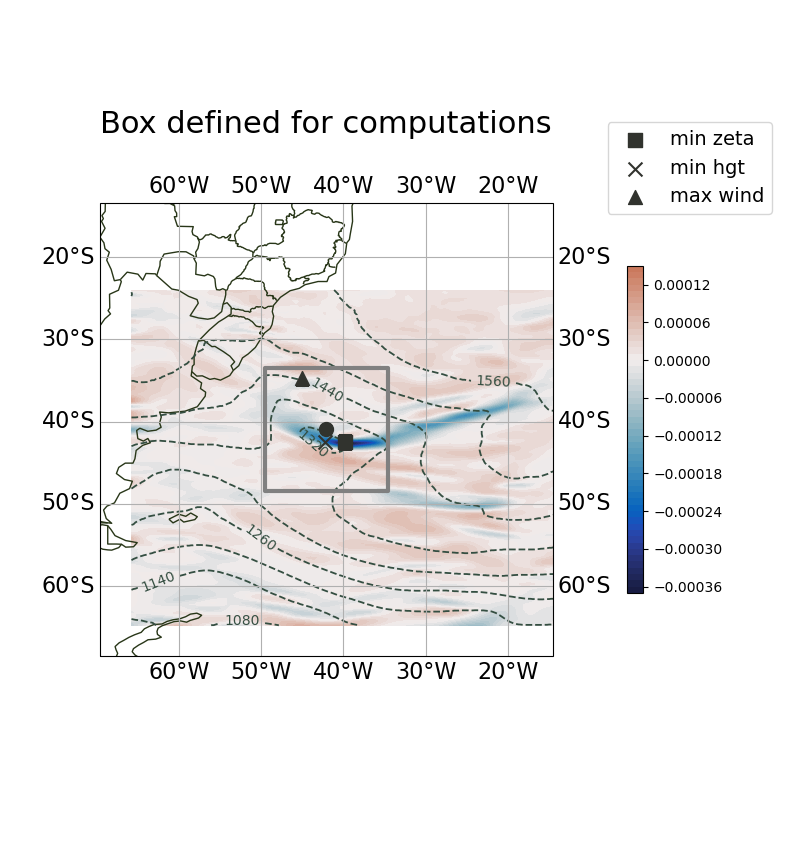 Box defined for computations
min zeta
min hgt
max wind
60°W 50°W 40°W 30°W 20°W
20°S 20°S
30°S 30°S
40°S 40°S
50°S 50°S
60°S 60°S
1560
1440
1320
1260
1140
1080
60°W 50°W 40°W 30°W 20°W
0.00012
0.00006
0.00000
−0.00006
−0.00012
−0.00018
−0.00024
−0.00030
−0.00036